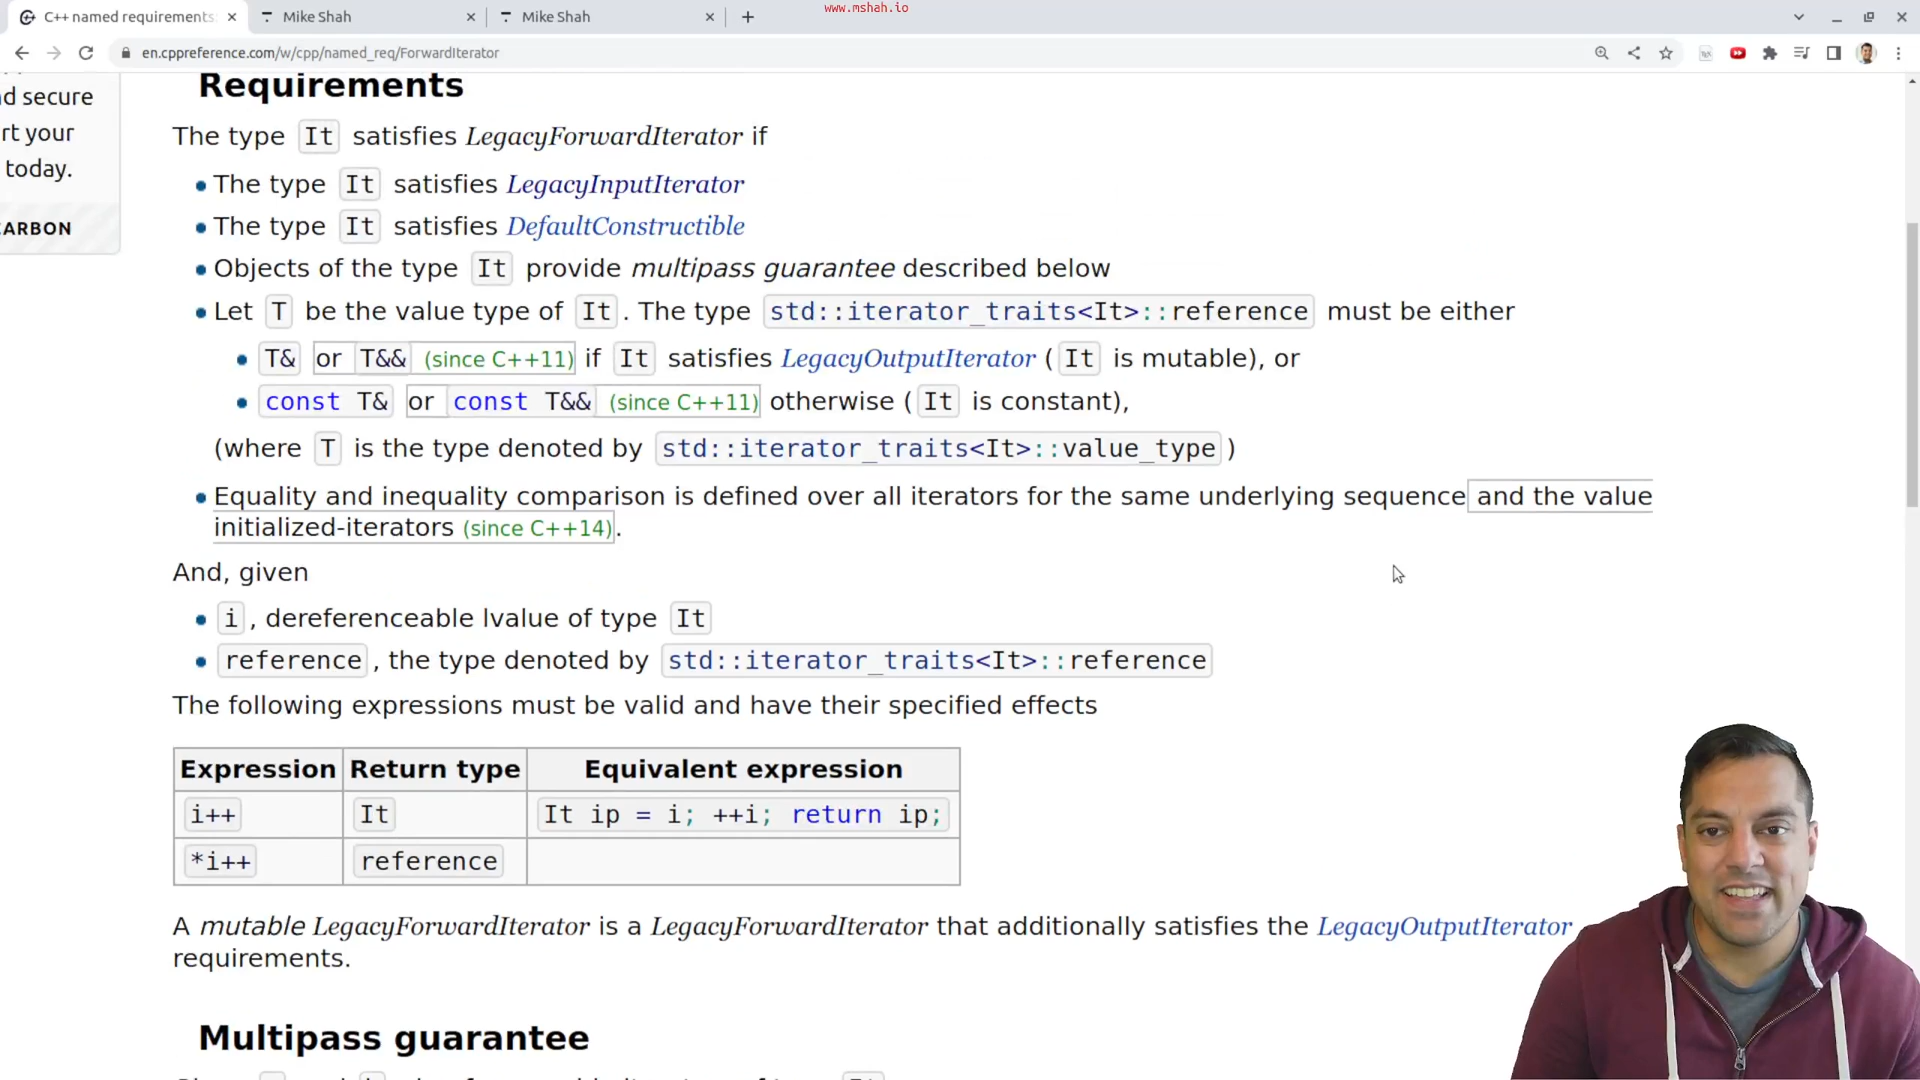 www.mshah.io
C++ named requirements:
Mike Shah
Mike Shah
en.cppreference.com/w/cpp/named_req/ForwardIterator
d secure
rt your
today.
CARBON
Requirements
The type It satisfies LegacyForwardIterator if
The type It satisfies LegacyInputIterator
The type It satisfies DefaultConstructible
Objects of the type It provide multipass guarantee described below
Let T be the value type of It. The type std::iterator_traits<It>::reference must be either
T& or T&& (since C++11) if It satisfies LegacyOutputIterator (It is mutable), or
const T& or const T&& (since C++11) otherwise (It is constant),
(where T is the type denoted by std::iterator_traits<It>::value_type)
Equality and inequality comparison is defined over all iterators for the same underlying sequence and the value
initialized-iterators (since C++14).
And, given
i, dereferenceable lvalue of type It
reference, the type denoted by std::iterator_traits<It>::reference
The following expressions must be valid and have their specified effects
Expression Return type Equivalent expression
i++ It It ip = i; ++i; return ip;
*i++ reference
A mutable LegacyForwardIterator is a LegacyForwardIterator that additionally satisfies the LegacyOutputIterator
requirements.
Multipass guarantee